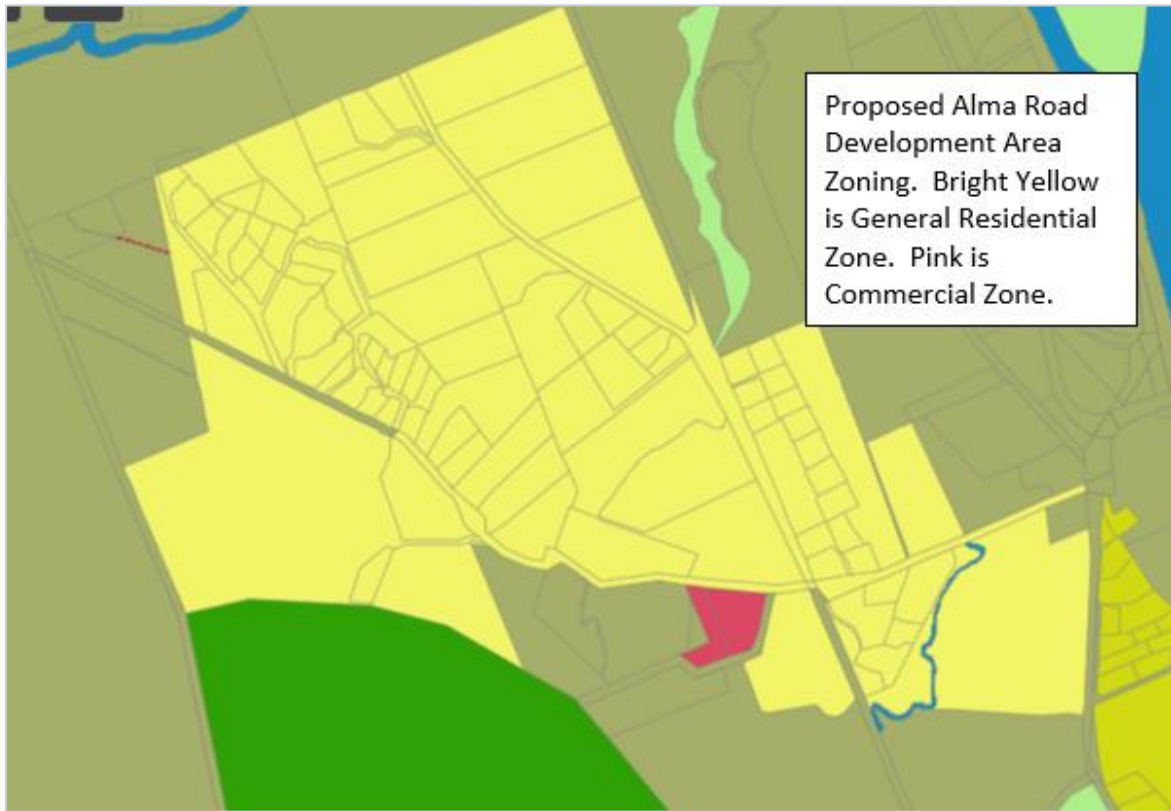 Proposed Alma Road
Development Area
Zoning.  Bright Yellow
is General Residential
Zone.  Pink is
Commercial Zone.